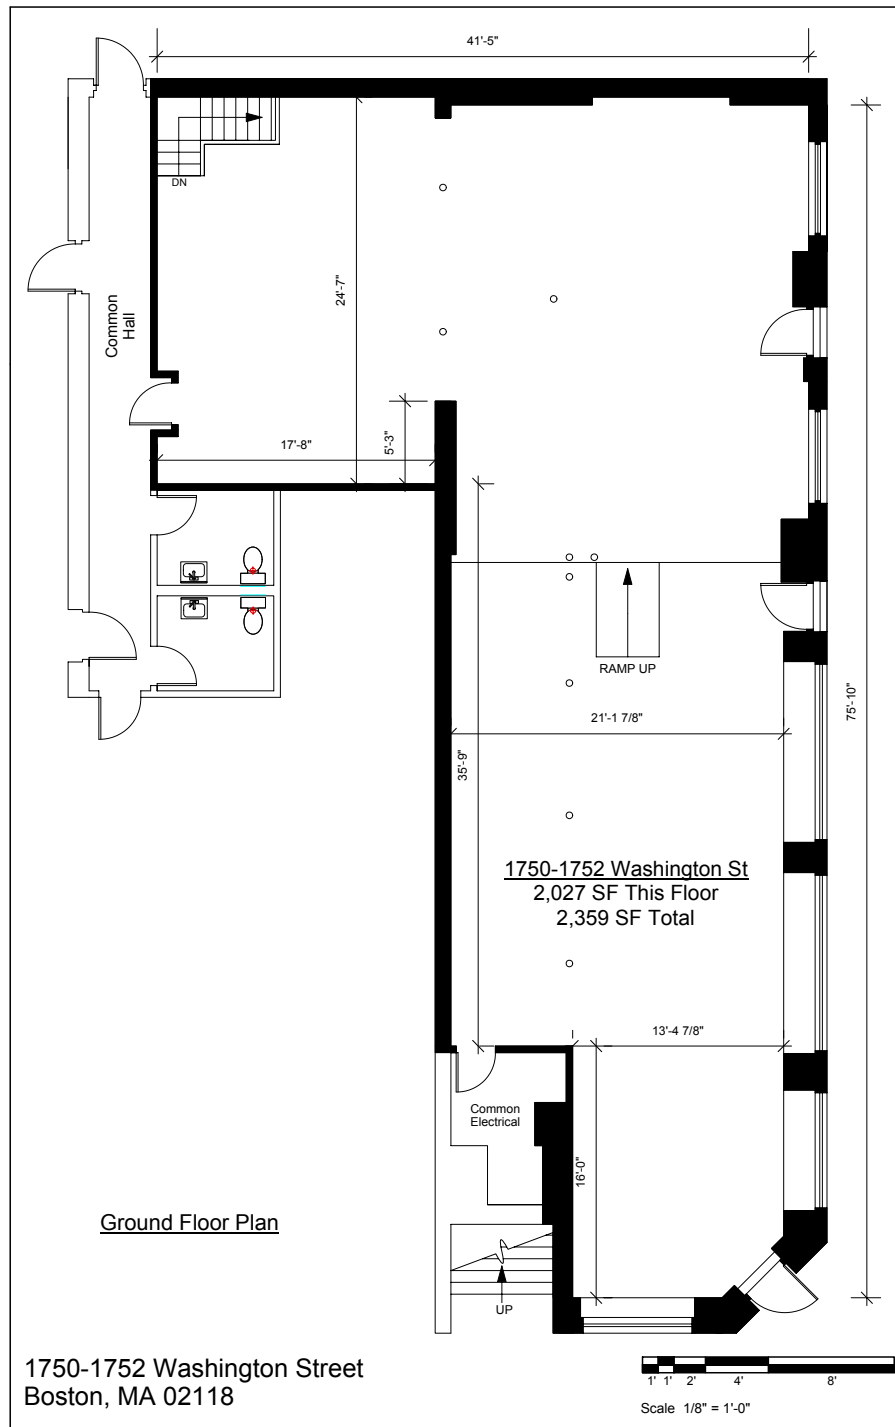 41'-5"
DN
Common
Hall
24'-7"
17'-8"
5'-3"
RAMP UP
21'-1 7/8"
75'-10"
35'-9"
1750-1752 Washington St
2,027 SF This Floor
2,359 SF Total
13'-4 7/8"
Common
Electrical
16'-0"
Ground Floor Plan
UP
1750-1752 Washington Street
Boston, MA 02118
1' 1' 2' 4' 8'
Scale 1/8" = 1'-0"